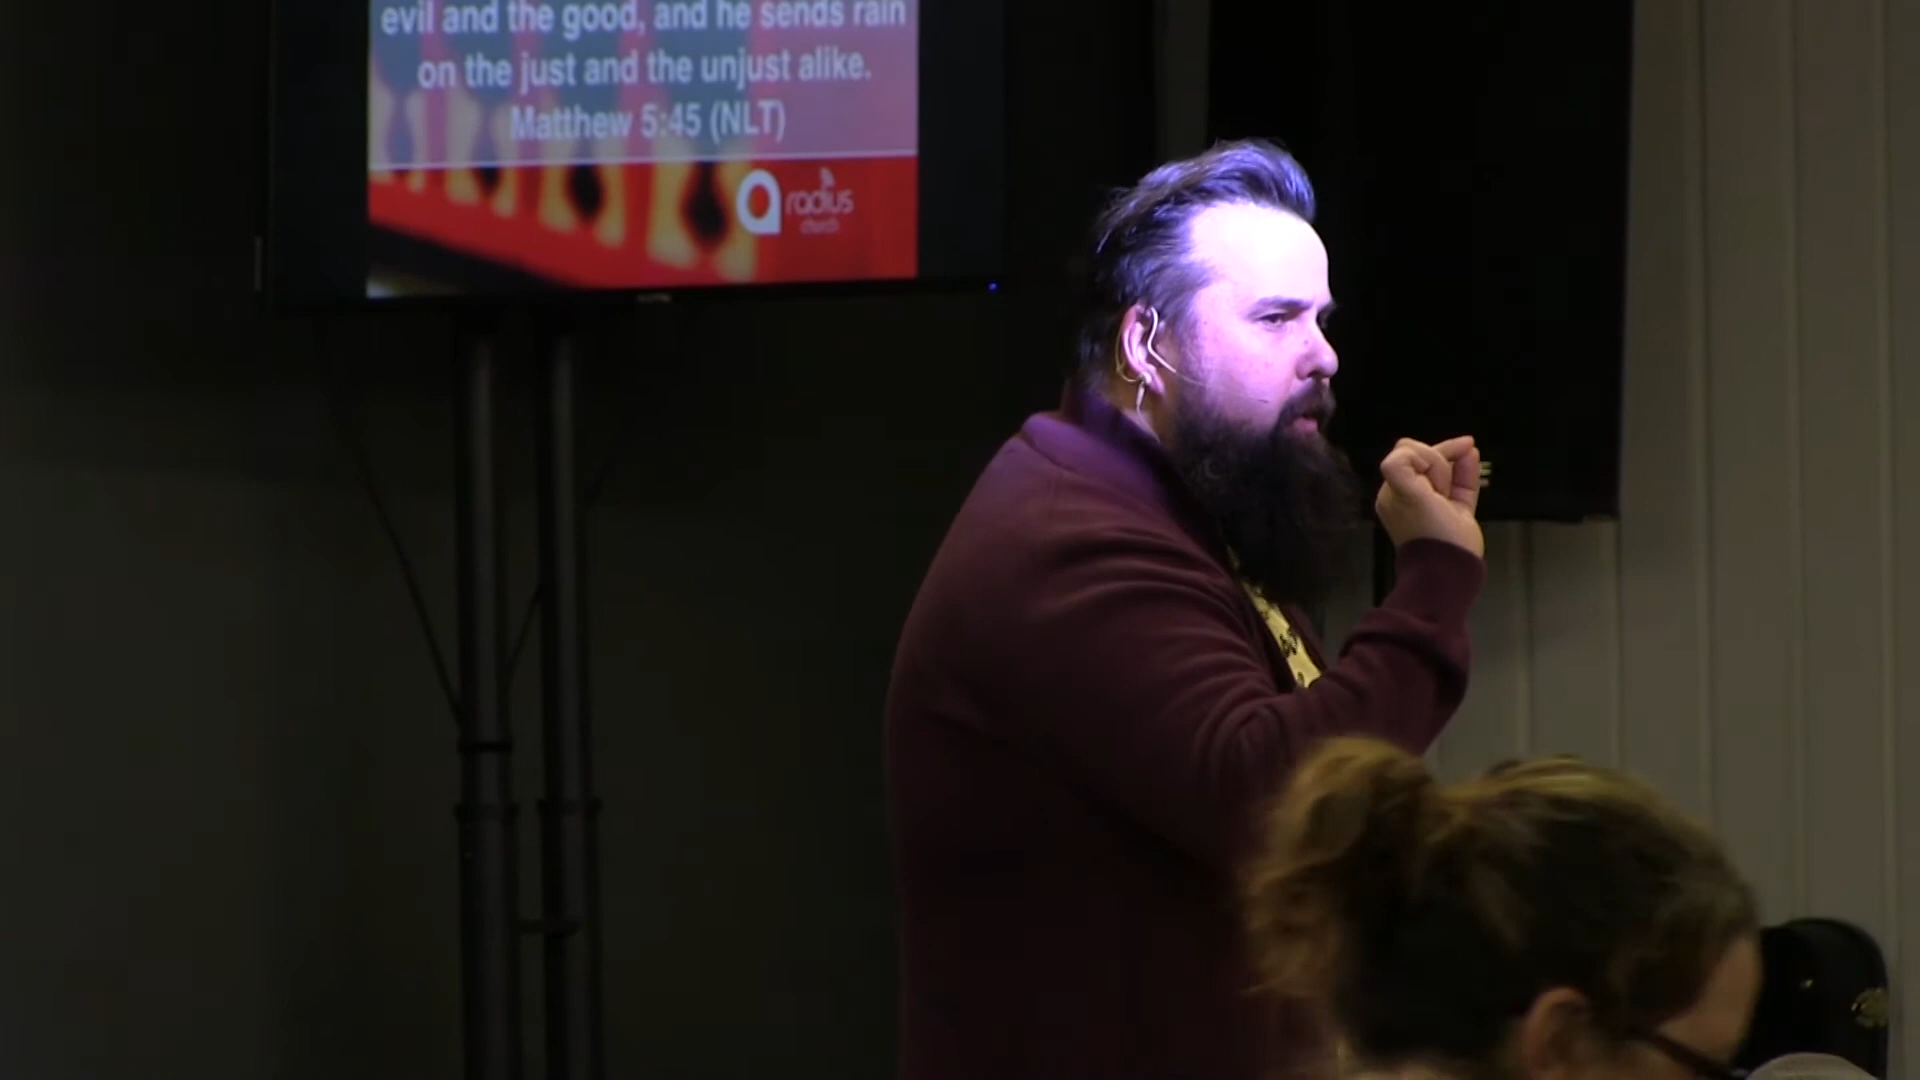 evil and the good, and he sends rain
on the just and the unjust alike.
Matthew 5:45 (NLT)
radius
church